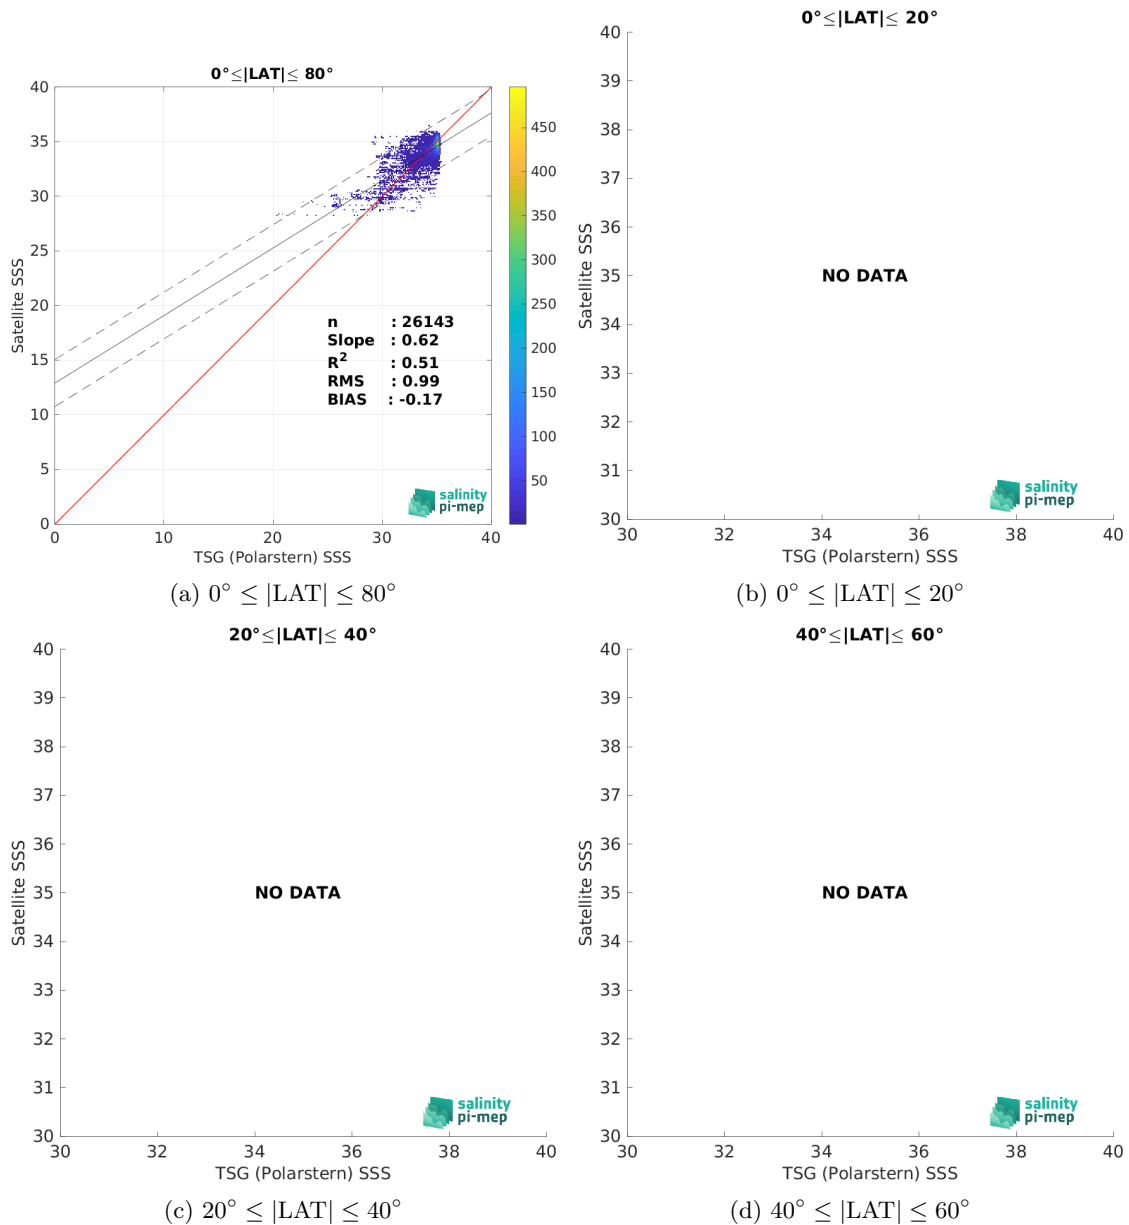 0°≤|LAT|≤ 80°
40
35
30
25
20
15
10
5
0
0
10
20
30
40
Satellite SSS
TSG (Polarstern) SSS
n : 26143
Slope : 0.62
R² : 0.51
RMS : 0.99
BIAS : -0.17
salinity
pi-mep
450
400
350
300
250
200
150
100
50
(a) 0° ≤ |LAT| ≤ 80°
0°≤|LAT|≤ 20°
40
39
38
37
36
35
34
33
32
31
30
30
32
34
36
38
40
Satellite SSS
NO DATA
salinity
pi-mep
TSG (Polarstern) SSS
(b) 0° ≤ |LAT| ≤ 20°
20°≤|LAT|≤ 40°
40
39
38
37
36
35
34
33
32
31
30
30
32
34
36
38
40
Satellite SSS
NO DATA
salinity
pi-mep
TSG (Polarstern) SSS
(c) 20° ≤ |LAT| ≤ 40°
40°≤|LAT|≤ 60°
40
39
38
37
36
35
34
33
32
31
30
30
32
34
36
38
40
Satellite SSS
NO DATA
salinity
pi-mep
TSG (Polarstern) SSS
(d) 40° ≤ |LAT| ≤ 60°